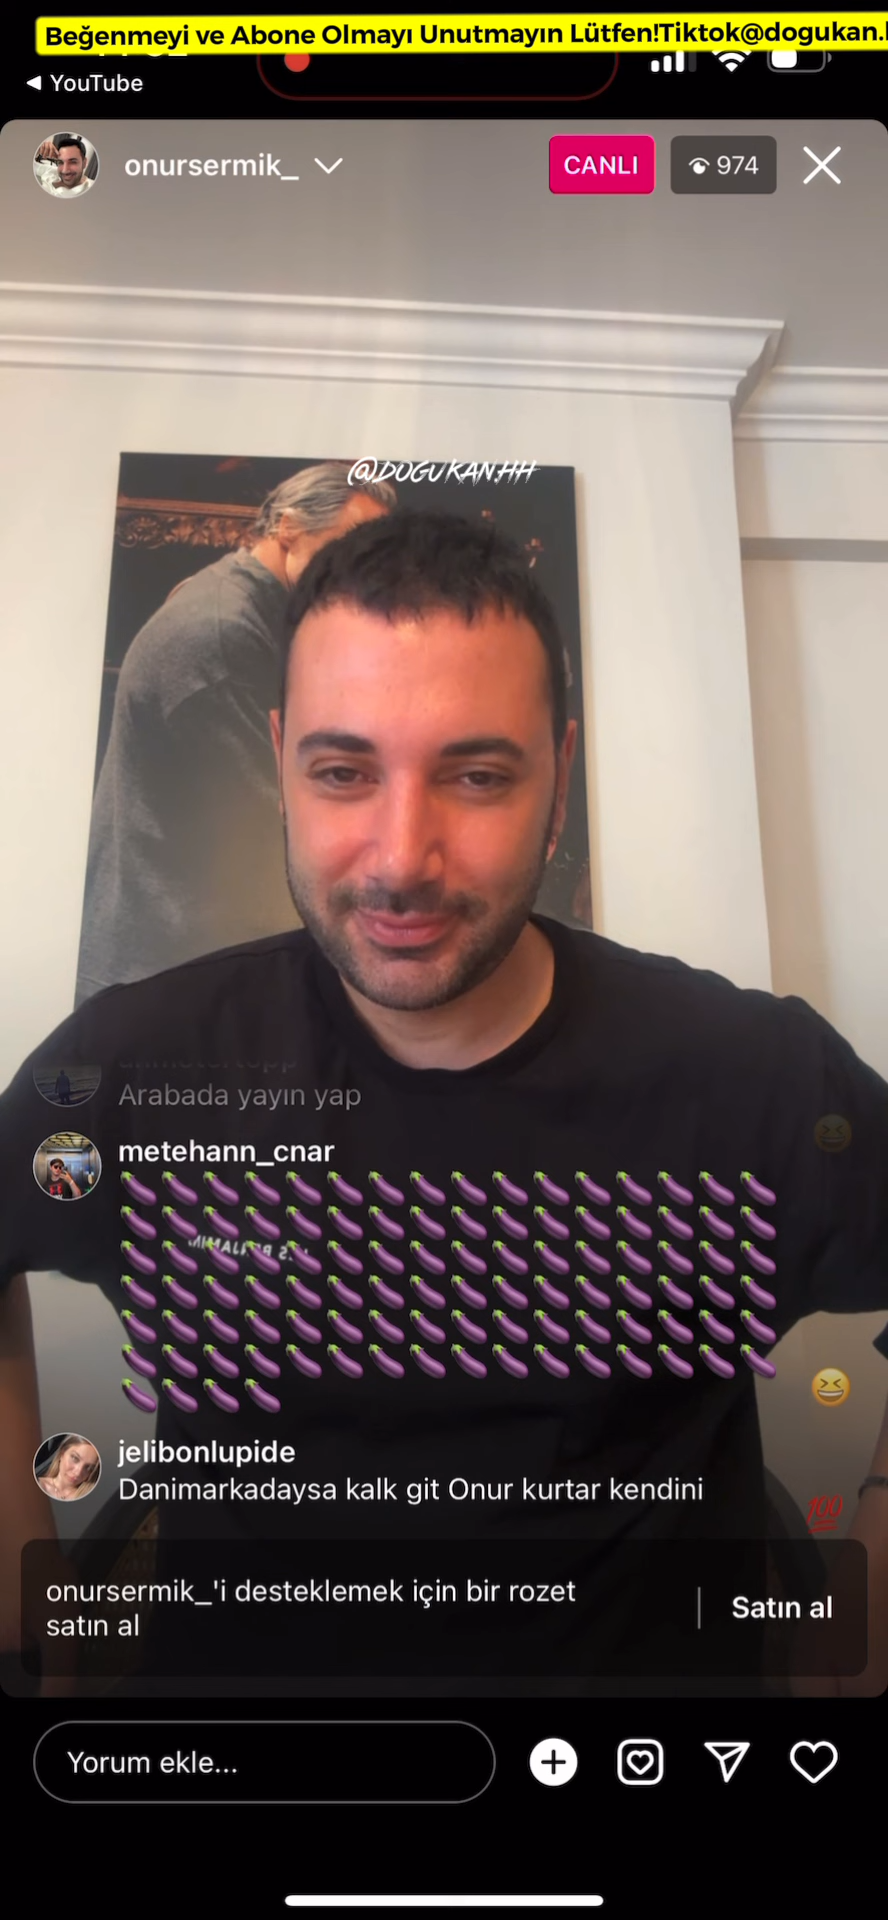 Beğenmeyi ve Abone Olmayı Unutmayın Lütfen!Tiktok@dogukan.
YouTube
onursermik_
CANLI
974
@DOGUKAN.HH
Arabada yayın yap
metehann_cnar
🍆🍆🍆🍆🍆🍆🍆🍆🍆🍆🍆🍆🍆🍆🍆🍆
🍆🍆🍆🍆🍆🍆🍆🍆🍆🍆🍆🍆🍆🍆🍆🍆
🍆🍆🍆🍆🍆🍆🍆🍆🍆🍆🍆🍆🍆🍆🍆🍆
🍆🍆🍆🍆🍆🍆🍆🍆🍆🍆🍆🍆🍆🍆🍆🍆
🍆🍆🍆🍆🍆🍆🍆🍆🍆🍆🍆🍆🍆🍆🍆🍆
🍆🍆🍆🍆🍆🍆🍆🍆🍆🍆🍆🍆🍆🍆🍆🍆
🍆🍆🍆🍆
jelibonlupide
Danimarkadaysa kalk git Onur kurtar kendini
💯
onursermik_'i desteklemek için bir rozet
satın al
Satın al
Yorum ekle...